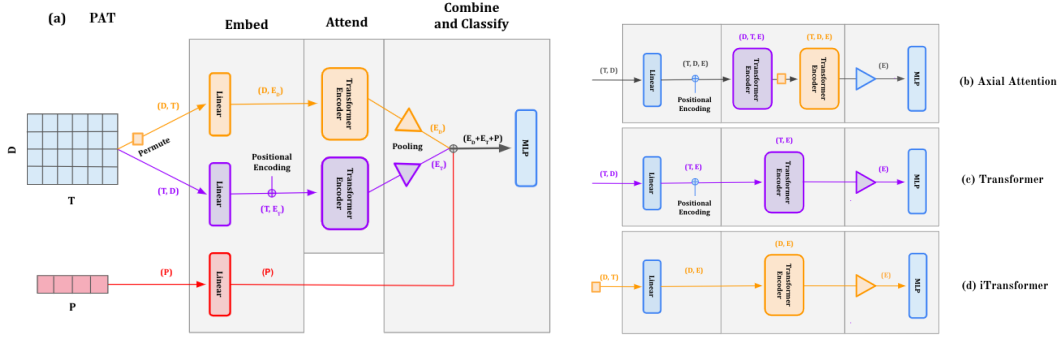 (a) PAT
Embed
Attend
Combine
and Classify
D
T
Permute
(D, T)
Linear
(D, E_D)
Transformer
Encoder
(E_D)
Pooling
(E_D+E_T+P)
MLP
(T, D)
Linear
Positional
Encoding
(T, E_T)
Transformer
Encoder
(E_T)
P
(P)
Linear
(P)
(T, D)
Linear
(T, D, E)
Positional
Encoding
(D, T, E)
Transformer
Encoder
(T, D, E)
Transformer
Encoder
(E)
MLP
(b) Axial Attention
(T, D)
Linear
(T, E)
Positional
Encoding
(T, E)
Transformer
Encoder
(E)
MLP
(c) Transformer
(D, T)
Linear
(D, E)
(D, E)
Transformer
Encoder
(E)
MLP
(d) iTransformer